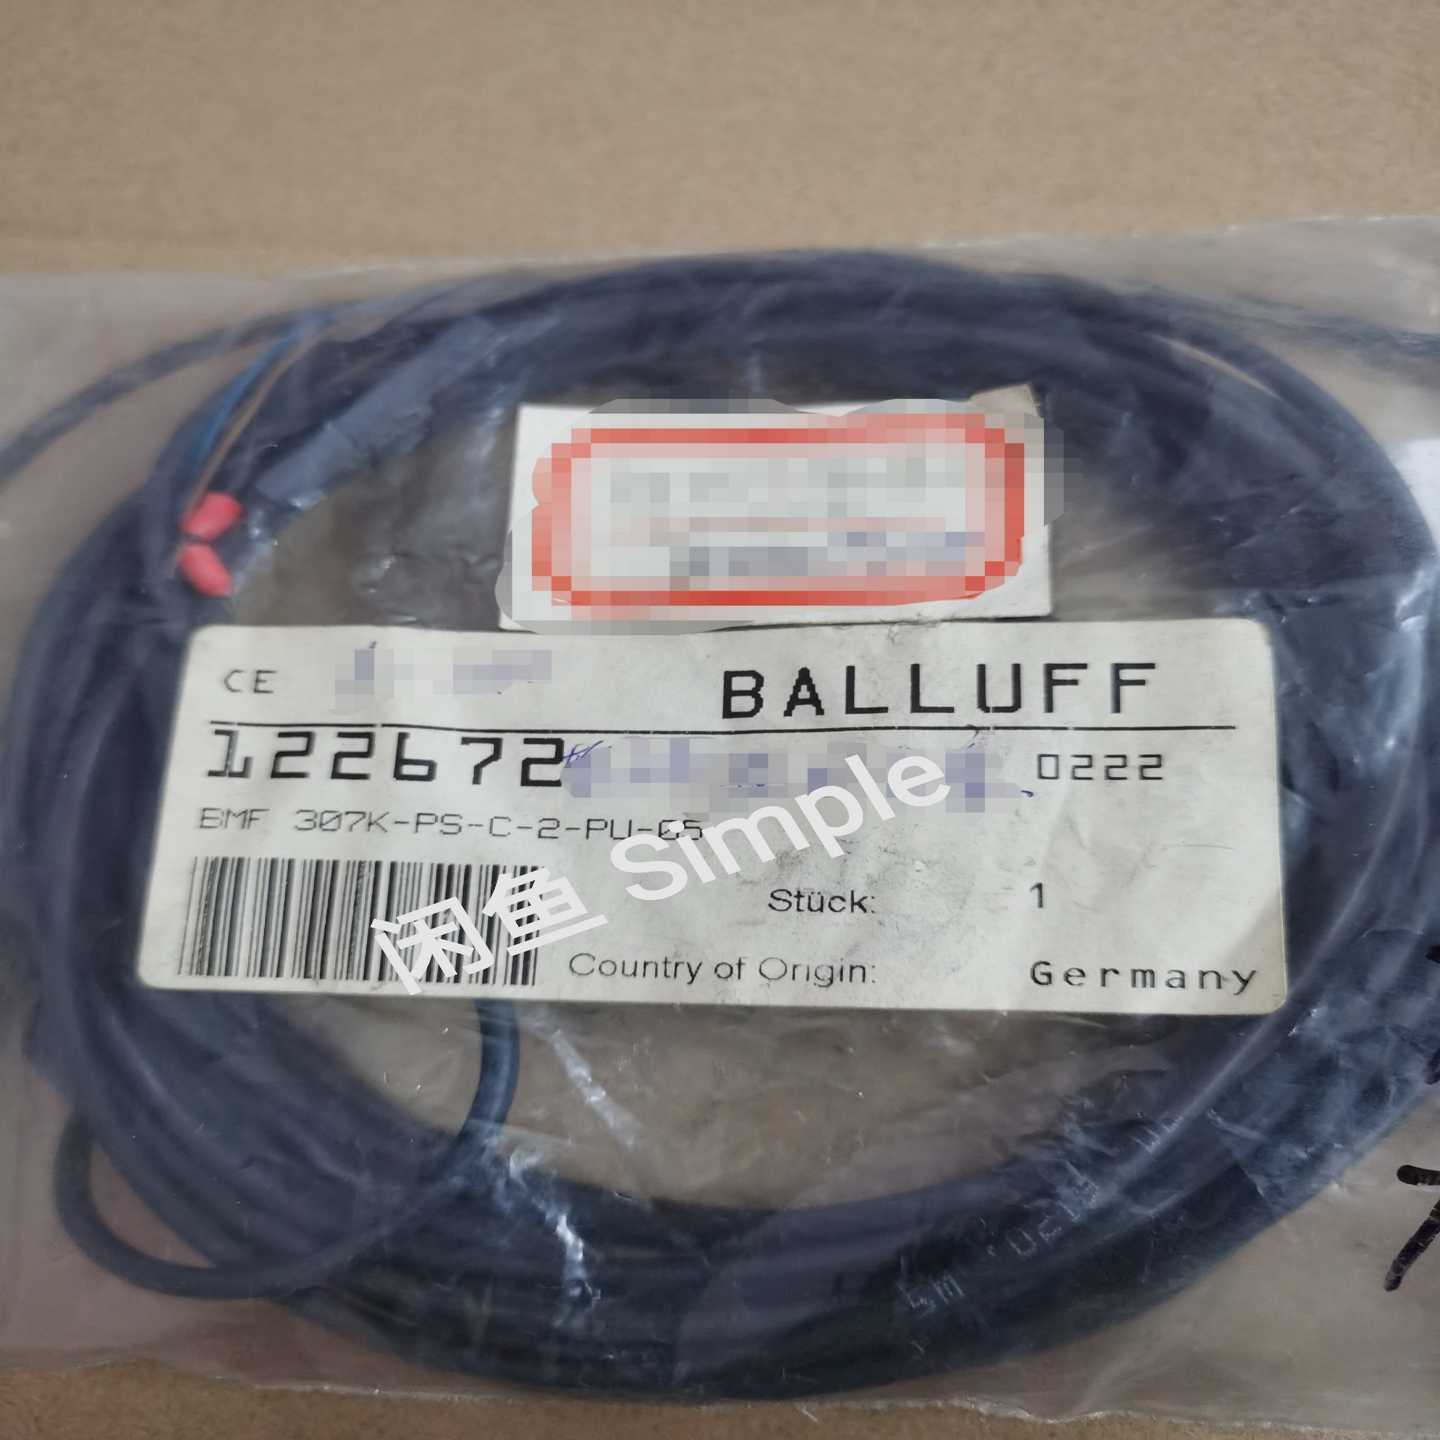 CE
BALLUFF
122672
0222
BMF 307K-PS-C-2-PU-05
Stück: 1
Country of Origin: Germany
闲鱼 Simple